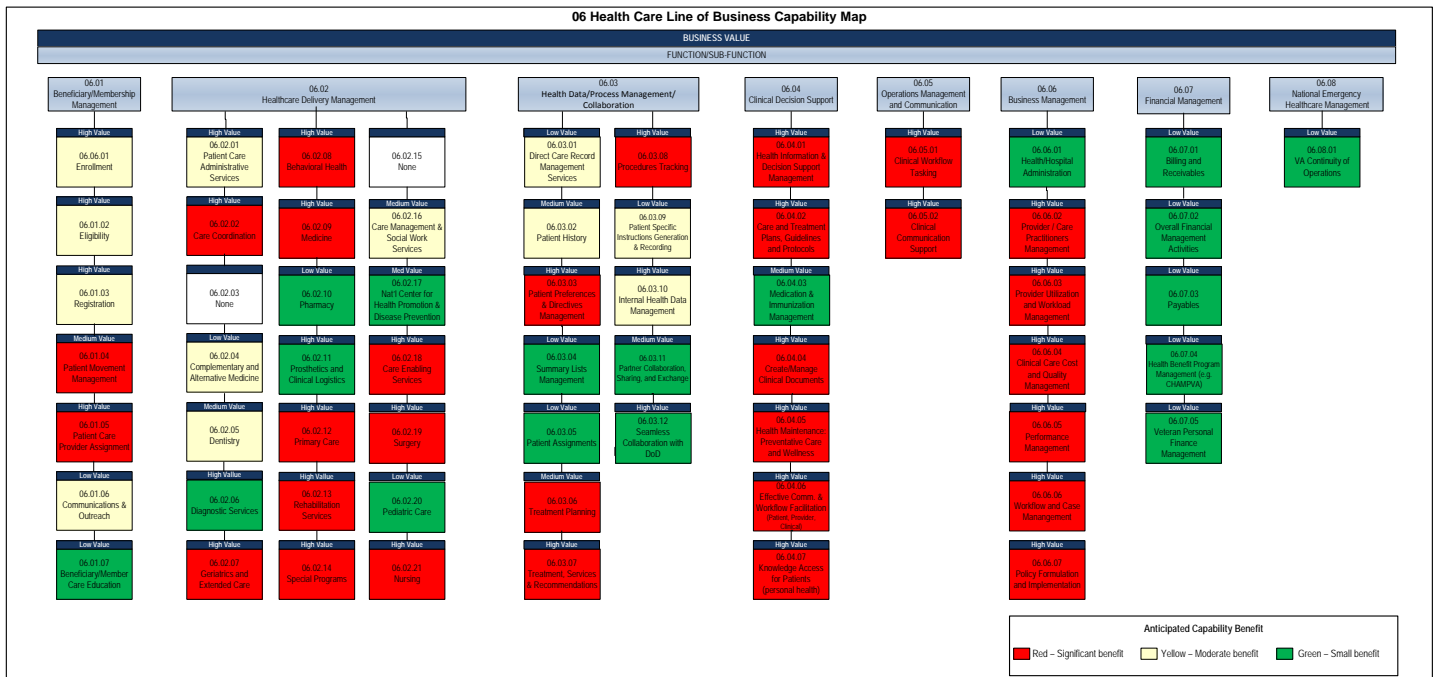 06 Health Care Line of Business Capability Map
BUSINESS VALUE
FUNCTION/SUB-FUNCTION
06.01
Beneficiary/Membership
Management
High Value
06.06.01
Enrollment
High Value
06.01.02
Eligibility
High Value
06.01.03
Registration
Medium Value
06.01.04
Patient Movement
Management
High Value
06.01.05
Patient Care
Provider Assignment
Low Value
06.01.06
Communications &
Outreach
Low Value
06.01.07
Beneficiary/Member
Care Education
06.02
Healthcare Delivery Management
High Value
06.02.01
Patient Care
Administrative
Services
High Value
06.02.02
Care Coordination
06.02.03
None
Low Value
06.02.04
Complementary and
Alternative Medicine
Medium Value
06.02.05
Dentistry
High Value
06.02.06
Diagnostic Services
High Value
06.02.07
Geriatrics and
Extended Care
High Value
06.02.08
Behavioral Health
High Value
06.02.09
Medicine
Low Value
06.02.10
Pharmacy
High Value
06.02.11
Prosthetics and
Clinical Logistics
High Value
06.02.12
Primary Care
High Value
06.02.13
Rehabilitation
Services
High Value
06.02.14
Special Programs
06.02.15
None
Medium Value
06.02.16
Care Management &
Social Work
Services
Med Value
06.02.17
Nat'l Center for
Health Promotion &
Disease Prevention
High Value
06.02.18
Care Enabling
Services
High Value
06.02.19
Surgery
Low Value
06.02.20
Pediatric Care
High Value
06.02.21
Nursing
06.03
Health Data/Process Management/
Collaboration
Low Value
06.03.01
Direct Care Record
Management
Services
Medium Value
06.03.02
Patient History
High Value
06.03.03
Patient Preferences
& Directives
Management
Low Value
06.03.04
Summary Lists
Management
Low Value
06.03.05
Patient Assignments
Medium Value
06.03.06
Treatment Planning
High Value
06.03.07
Treatment, Services
& Recommendations
High Value
06.03.08
Procedures Tracking
Low Value
06.03.09
Patient Specific
Instructions Generation
& Recording
High Value
06.03.10
Internal Health Data
Management
Medium Value
06.03.11
Partner Collaboration,
Sharing, and Exchange
High Value
06.03.12
Seamless
Collaboration with
DoD
06.04
Clinical Decision Support
High Value
06.04.01
Health Information &
Decision Support
Management
High Value
06.04.02
Care and Treatment
Plans, Guidelines
and Protocols
Medium Value
06.04.03
Medication &
Immunization
Management
High Value
06.04.04
Create/Manage
Clinical Documents
High Value
06.04.05
Health Maintenance:
Preventative Care
and Wellness
High Value
06.04.06
Effective Comm. &
Workflow Facilitation
(Patient, Provider,
Clinical)
High Value
06.04.07
Knowledge Access
for Patients
(personal health)
06.05
Operations Management
and Communication
High Value
06.05.01
Clinical Workflow
Tasking
High Value
06.05.02
Clinical
Communication
Support
06.06
Business Management
Low Value
06.06.01
Health/Hospital
Administration
High Value
06.06.02
Provider / Care
Practitioners
Management
High Value
06.06.03
Provider Utilization
and Workload
Management
High Value
06.06.04
Clinical Care Cost
and Quality
Management
High Value
06.06.05
Performance
Management
High Value
06.06.06
Workflow and Case
Manangement
High Value
06.06.07
Policy Formulation
and Implementation
06.07
Financial Management
Low Value
06.07.01
Billing and
Receivables
Low Value
06.07.02
Overall Financial
Management
Activities
Low Value
06.07.03
Payables
Low Value
06.07.04
Health Benefit Program
Management (e.g.
CHAMPVA)
Low Value
06.07.05
Veteran Personal
Finance
Management
06.08
National Emergency
Healthcare Management
High Value
06.08.01
VA Continuity of
Operations
Anticipated Capability Benefit
Red – Significant benefit
Yellow – Moderate benefit
Green – Small benefit